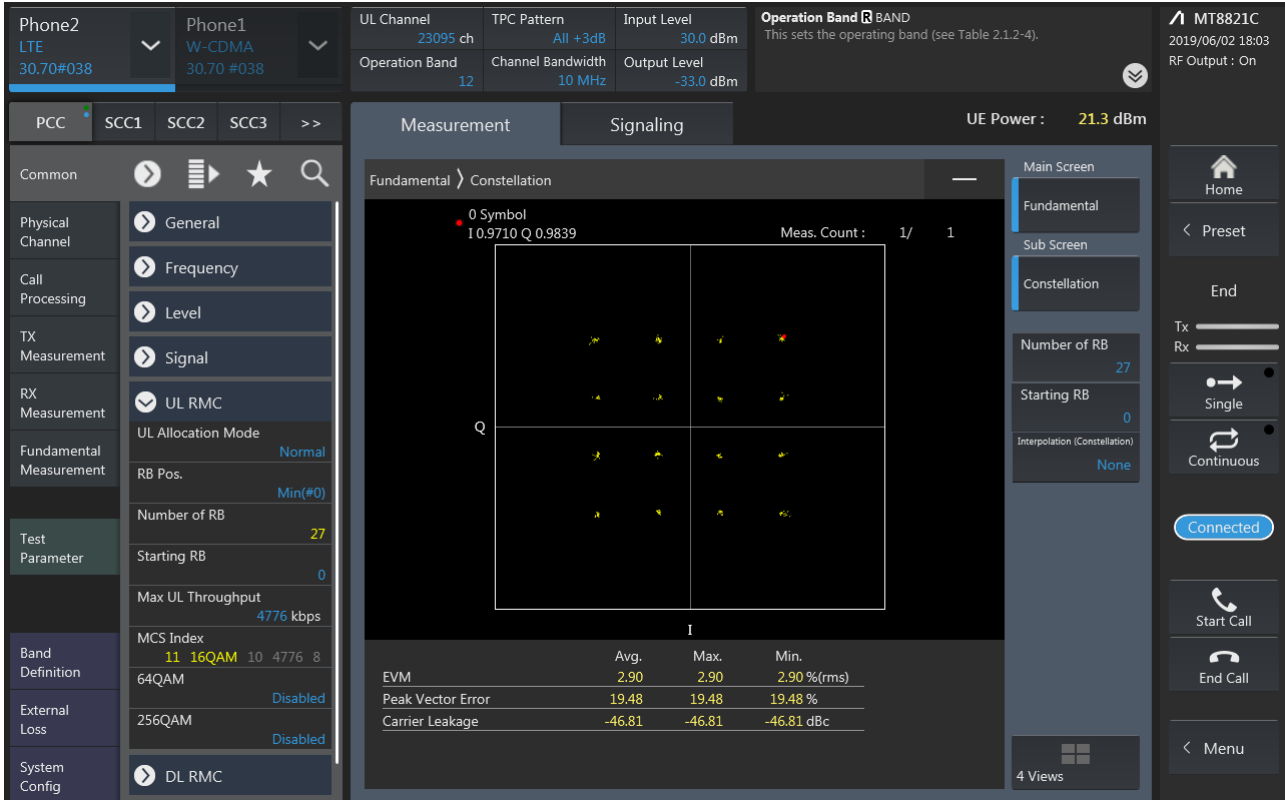 Phone2
LTE
30.70#038
Phone1
W-CDMA
30.70 #038
UL Channel
23095 ch
TPC Pattern
All +3dB
Input Level
30.0 dBm
Operation Band
12
Channel Bandwidth
10 MHz
Output Level
-33.0 dBm
Operation Band R BAND
This sets the operating band (see Table 2.1.2-4).
MT8821C
2019/06/02 18:03
RF Output : On
PCC
SCC1
SCC2
SCC3
>>
Measurement
Signaling
UE Power : 21.3 dBm
Common
Physical
Channel
Call
Processing
TX
Measurement
RX
Measurement
Fundamental
Measurement
Test
Parameter
Band
Definition
External
Loss
System
Config
General
Frequency
Level
Signal
UL RMC
UL Allocation Mode
Normal
RB Pos.
Min(#0)
Number of RB
27
Starting RB
0
Max UL Throughput
4776 kbps
MCS Index
11 16QAM 10 4776 8
64QAM
Disabled
256QAM
Disabled
DL RMC
Fundamental 〉 Constellation
0 Symbol
I 0.9710 Q 0.9839
Meas. Count : 1/ 1
Q
I
Avg. Max. Min.
EVM 2.90 2.90 2.90 %(rms)
Peak Vector Error 19.48 19.48 19.48 %
Carrier Leakage -46.81 -46.81 -46.81 dBc
Main Screen
Fundamental
Sub Screen
Constellation
Number of RB
27
Starting RB
0
Interpolation (Constellation)
None
4 Views
Home
< Preset
End
Tx
Rx
Single
Continuous
Connected
Start Call
End Call
< Menu